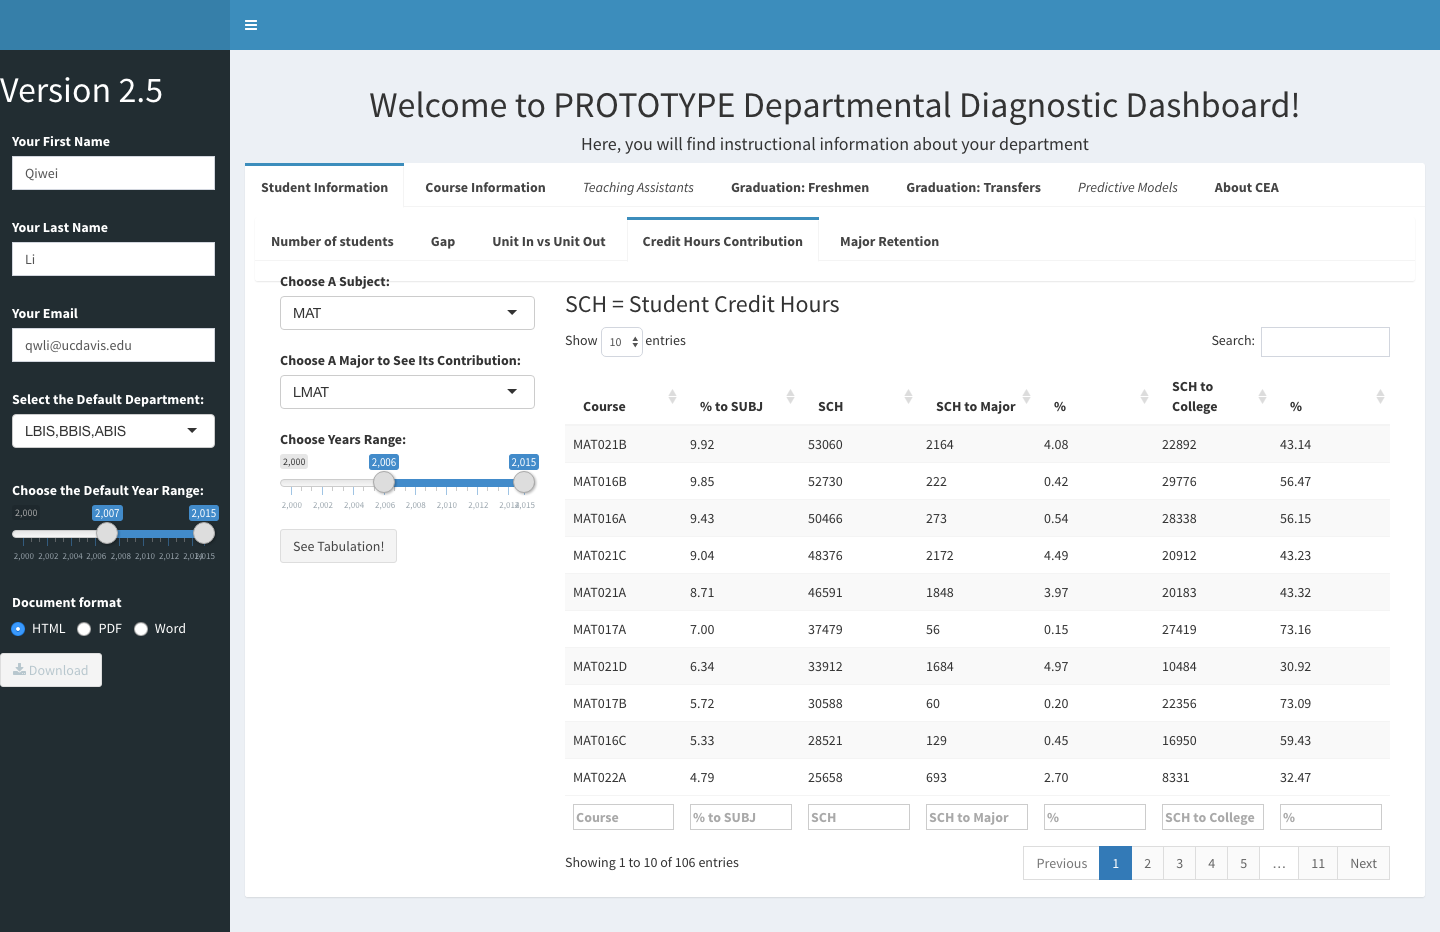 Version 2.5
Your First Name
Qiwei
Your Last Name
Li
Your Email
qwli@ucdavis.edu
Select the Default Department:
LBIS,BBIS,ABIS
Choose the Default Year Range:
2,000 2,007 2,015
2,000 2,002 2,004 2,006 2,008 2,010 2,012 2,015
Document format
HTML PDF Word
Download
Welcome to PROTOTYPE Departmental Diagnostic Dashboard!
Here, you will find instructional information about your department
Student Information Course Information Teaching Assistants Graduation: Freshmen Graduation: Transfers Predictive Models About CEA
Number of students Gap Unit In vs Unit Out Credit Hours Contribution Major Retention
Choose A Subject:
MAT
Choose A Major to See Its Contribution:
LMAT
Choose Years Range:
2,000 2,006 2,015
2,000 2,002 2,004 2,006 2,008 2,010 2,012 2,015
See Tabulation!
SCH = Student Credit Hours
Show 10 entries Search:
Course % to SUBJ SCH SCH to Major % SCH to College %
MAT021B 9.92 53060 2164 4.08 22892 43.14
MAT016B 9.85 52730 222 0.42 29776 56.47
MAT016A 9.43 50466 273 0.54 28338 56.15
MAT021C 9.04 48376 2172 4.49 20912 43.23
MAT021A 8.71 46591 1848 3.97 20183 43.32
MAT017A 7.00 37479 56 0.15 27419 73.16
MAT021D 6.34 33912 1684 4.97 10484 30.92
MAT017B 5.72 30588 60 0.20 22356 73.09
MAT016C 5.33 28521 129 0.45 16950 59.43
MAT022A 4.79 25658 693 2.70 8331 32.47
Course % to SUBJ SCH SCH to Major % SCH to College %
Showing 1 to 10 of 106 entries
Previous 1 2 3 4 5 … 11 Next